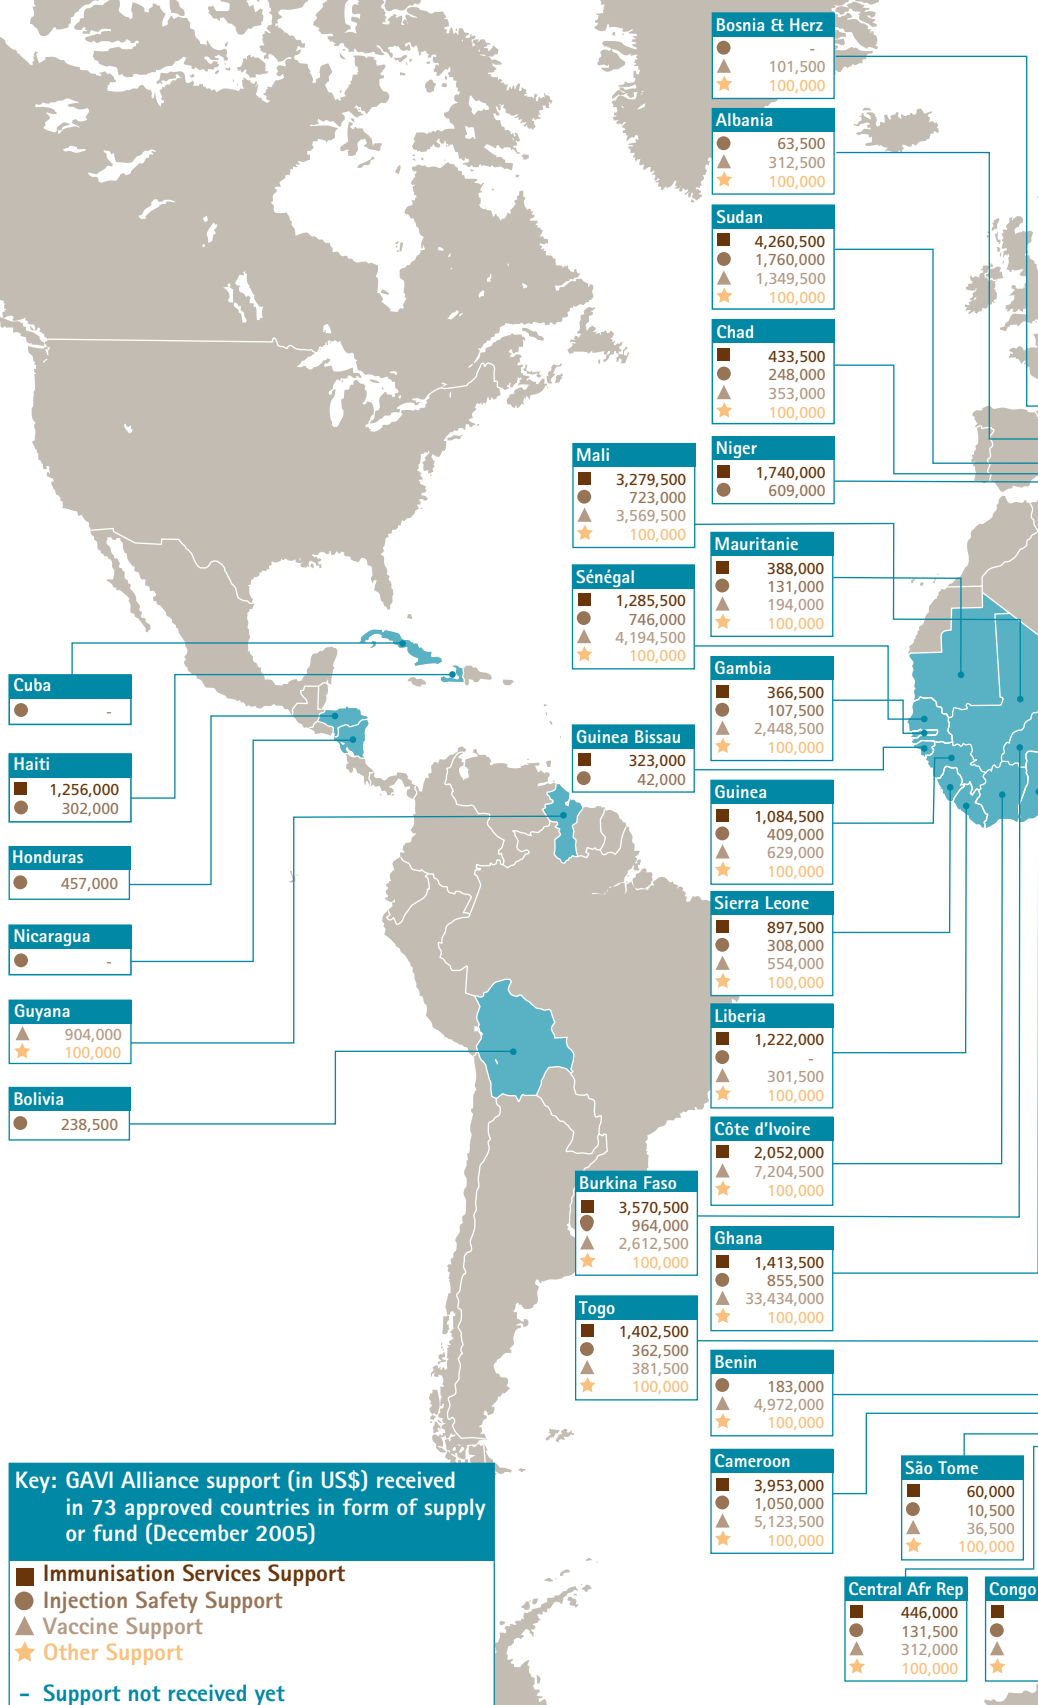 Bosnia & Herz
-
101,500
100,000
Albania
63,500
312,500
100,000
Sudan
4,260,500
1,760,000
1,349,500
100,000
Chad
433,500
248,000
353,000
100,000
Niger
1,740,000
609,000
Mali
3,279,500
723,000
3,569,500
100,000
Mauritanie
388,000
131,000
194,000
100,000
Sénégal
1,285,500
746,000
4,194,500
100,000
Gambia
366,500
107,500
2,448,500
100,000
Cuba
-
Haiti
1,256,000
302,000
Honduras
457,000
Nicaragua
-
Guyana
904,000
100,000
Bolivia
238,500
Guinea Bissau
323,000
42,000
Guinea
1,084,500
409,000
629,000
100,000
Sierra Leone
897,500
308,000
554,000
100,000
Liberia
1,222,000
-
301,500
100,000
Côte d'Ivoire
2,052,000
7,204,500
100,000
Burkina Faso
3,570,500
964,000
2,612,500
100,000
Ghana
1,413,500
855,500
33,434,000
100,000
Togo
1,402,500
362,500
381,500
100,000
Benin
183,000
4,972,000
100,000
Cameroon
3,953,000
1,050,000
5,123,500
100,000
São Tome
60,000
10,500
36,500
100,000
Central Afr Rep
446,000
131,500
312,000
100,000
Congo
Key: GAVI Alliance support (in US$) received
in 73 approved countries in form of supply
or fund (December 2005)
Immunisation Services Support
Injection Safety Support
Vaccine Support
Other Support
- Support not received yet